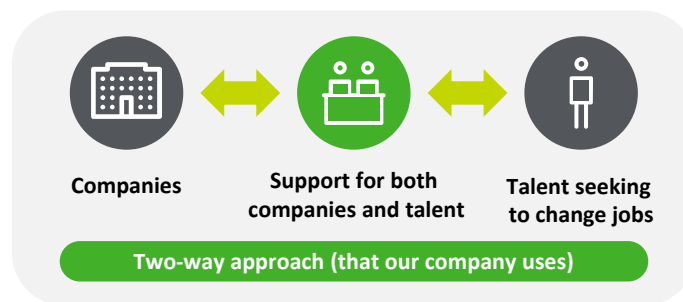 Companies
Support for both
companies and talent
Talent seeking
to change jobs
Two-way approach (that our company uses)